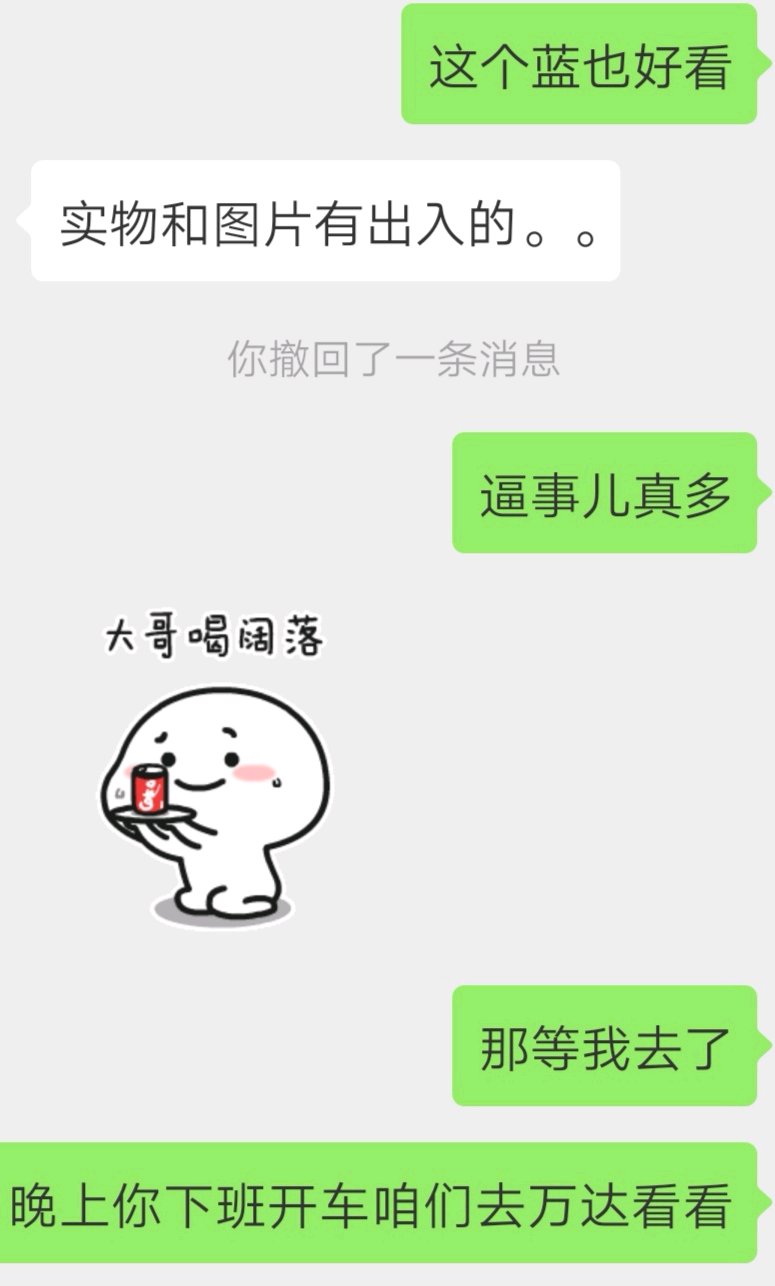 这个蓝也好看
实物和图片有出入的。。
你撤回了一条消息
逼事儿真多
大哥喝阔落
那等我去了
晚上你下班开车咱们去万达看看